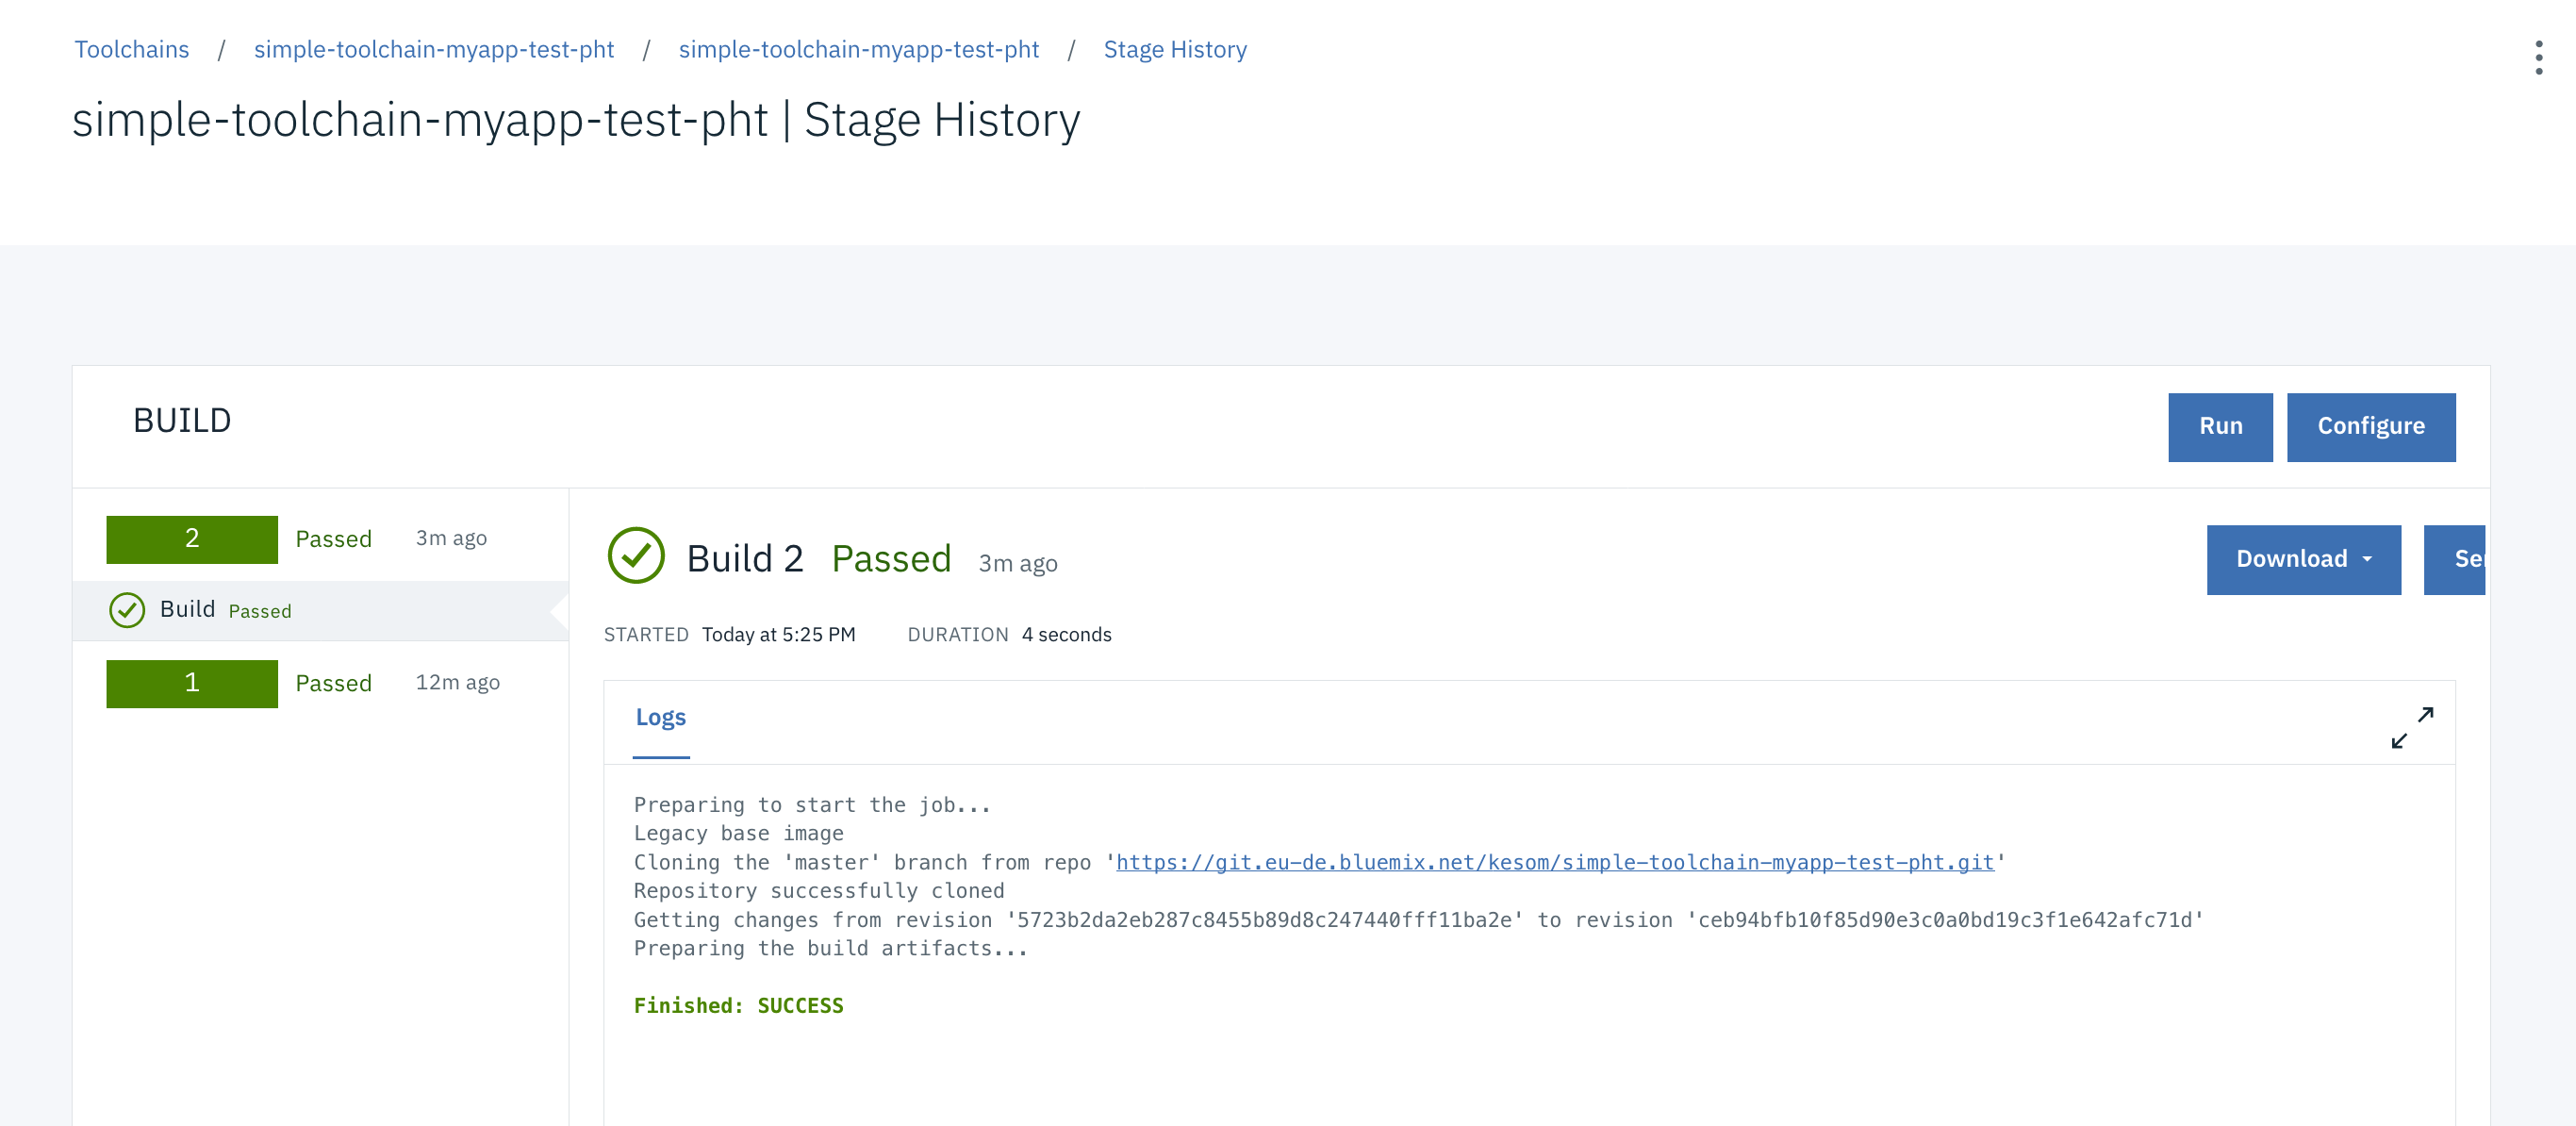 Toolchains / simple-toolchain-myapp-test-pht / simple-toolchain-myapp-test-pht / Stage History
simple-toolchain-myapp-test-pht | Stage History
BUILD
Run
Configure
2 Passed 3m ago
Build Passed
1 Passed 12m ago
Build 2 Passed 3m ago
Download
STARTED Today at 5:25 PM DURATION 4 seconds
Logs
Preparing to start the job...
Legacy base image
Cloning the 'master' branch from repo 'https://git.eu-de.bluemix.net/kesom/simple-toolchain-myapp-test-pht.git'
Repository successfully cloned
Getting changes from revision '5723b2da2eb287c8455b89d8c247440fff11ba2e' to revision 'ceb94bfb10f85d90e3c0a0bd19c3f1e642afc71d'
Preparing the build artifacts...
Finished: SUCCESS